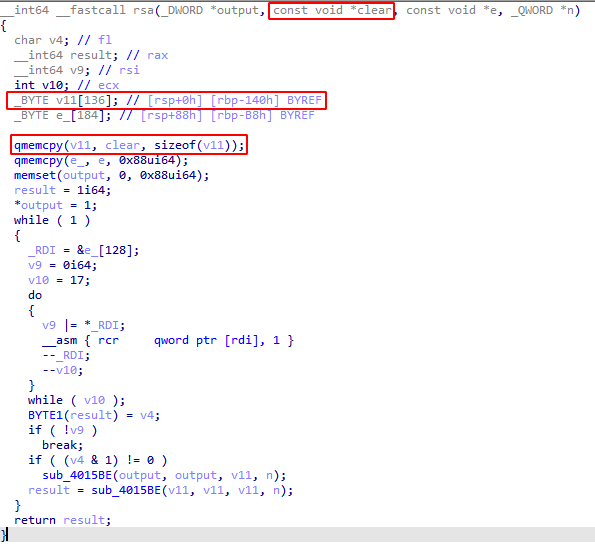 __int64 __fastcall rsa(_DWORD *output, const void *clear, const void *e, _QWORD *n)
{
char v4; // fl
__int64 result; // rax
__int64 v9; // rsi
int v10; // ecx
_BYTE v11[136]; // [rsp+0h] [rbp-140h] BYREF
_BYTE e_[184]; // [rsp+88h] [rbp-B8h] BYREF
qmemcpy(v11, clear, sizeof(v11));
qmemcpy(e_, e, 0x88ui64);
memset(output, 0, 0x88ui64);
result = 1i64;
*output = 1;
while ( 1 )
{
_RDI = &e_[128];
v9 = 0i64;
v10 = 17;
do
{
v9 |= *_RDI;
__asm { rcr     qword ptr [rdi], 1 }
--_RDI;
--v10;
}
while ( v10 );
BYTE1(result) = v4;
if ( !v9 )
break;
if ( (v4 & 1) != 0 )
sub_4015BE(output, output, v11, n);
result = sub_4015BE(v11, v11, v11, n);
}
return result;
}